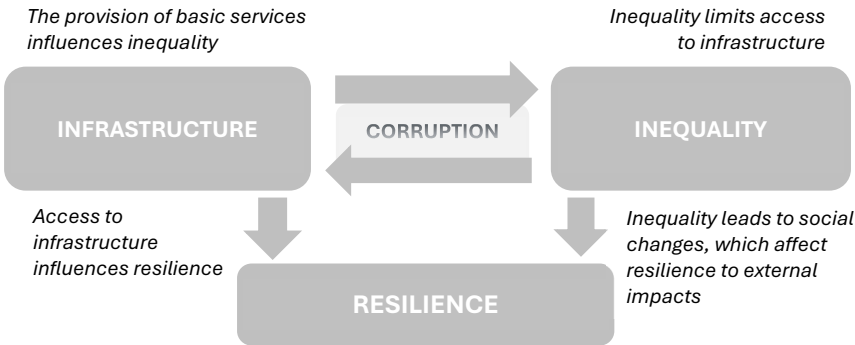 The provision of basic services
influences inequality
Inequality limits access
to infrastructure
INFRASTRUCTURE
CORRUPTION
INEQUALITY
Access to
infrastructure
influences resilience
Inequality leads to social
changes, which affect
resilience to external
impacts
RESILIENCE